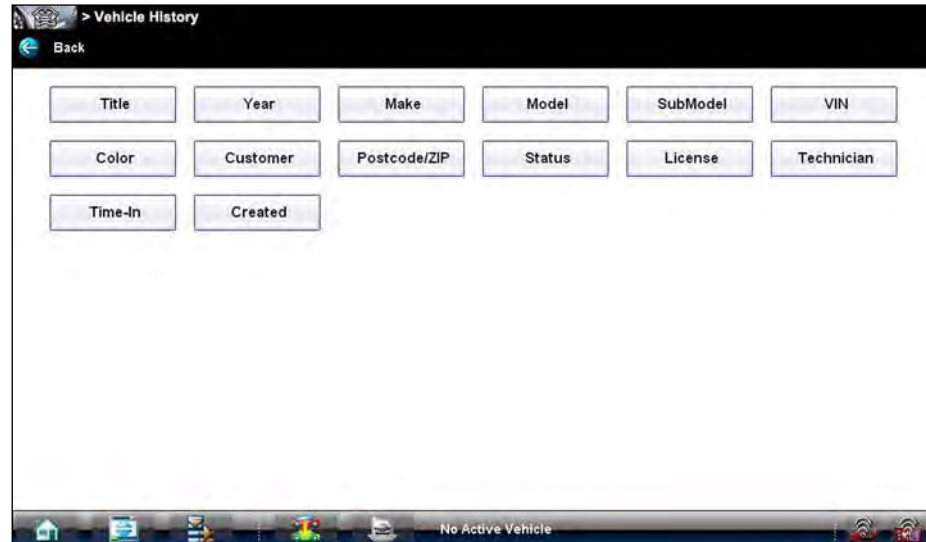 > Vehicle History
Back
Title Year Make Model SubModel VIN
Color Customer Postcode/ZIP Status License Technician
Time-In Created
No Active Vehicle